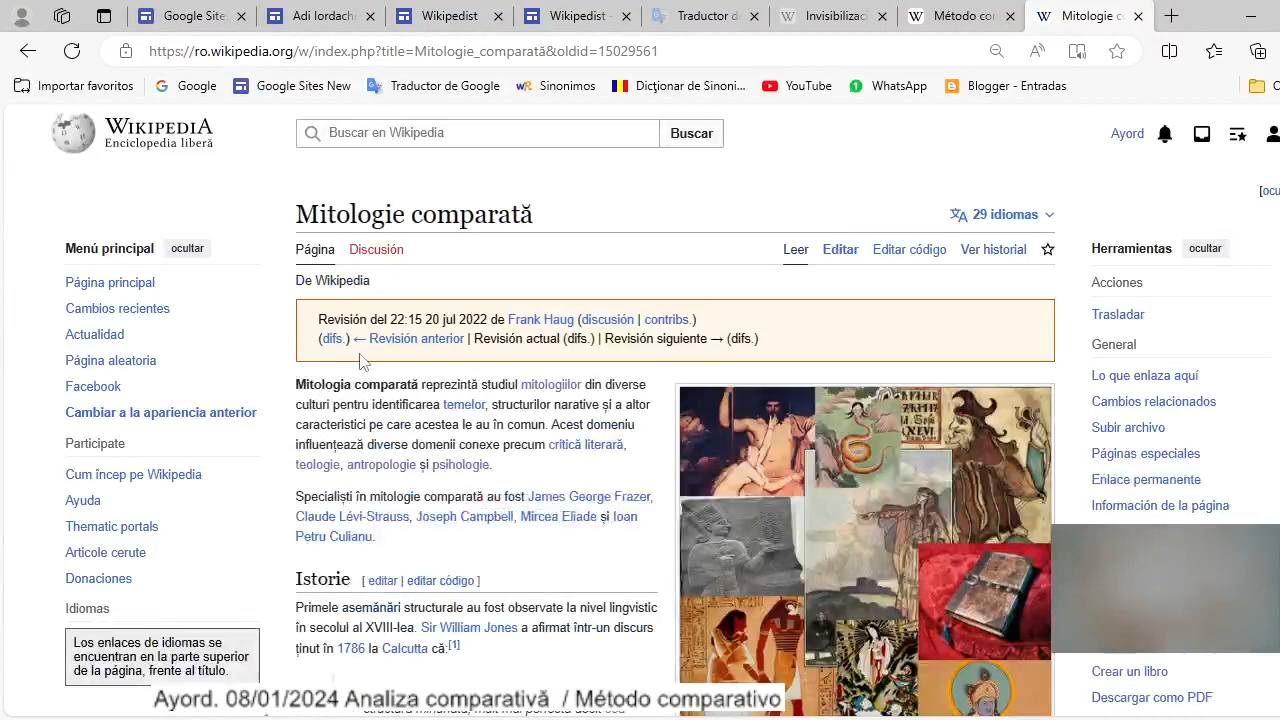 Google Site
Adi Iordach
Wikipedist
Wikipedist -
Traductor d
Invisibilizac
Método co
Mitologie c
https://ro.wikipedia.org/w/index.php?title=Mitologie_comparată&oldid=15029561
Importar favoritos
Google
Google Sites New
Traductor de Google
Sinonimos
Dicționar de Sinoni...
YouTube
WhatsApp
Blogger - Entradas
WIKIPEDIA
Enciclopedia liberă
Buscar en Wikipedia
Buscar
Ayord
[ocu
Mitologie comparată
29 idiomas
Menú principal
ocultar
Página
Discusión
Leer
Editar
Editar código
Ver historial
Herramientas
ocultar
De Wikipedia
Página principal
Cambios recientes
Actualidad
Página aleatoria
Facebook
Cambiar a la apariencia anterior
Participate
Cum încep pe Wikipedia
Ayuda
Thematic portals
Articole cerute
Donaciones
Idiomas
Los enlaces de idiomas se
encuentran en la parte superior
de la página, frente al título.
Revisión del 22:15 20 jul 2022 de Frank Haug (discusión | contribs.)
(difs.) ← Revisión anterior | Revisión actual (difs.) | Revisión siguiente → (difs.)
Mitologia comparată reprezintă studiul mitologiilor din diverse
culturi pentru identificarea temelor, structurilor narative și a altor
caracteristici pe care acestea le au în comun. Acest domeniu
influențează diverse domenii conexe precum critică literară,
teologie, antropologie și psihologie.
Specialiști în mitologie comparată au fost James George Frazer,
Claude Lévi-Strauss, Joseph Campbell, Mircea Eliade și Ioan
Petru Culianu.
Istorie [ editar | editar código ]
Primele asemănări structurale au fost observate la nivel lingvistic
în secolul al XVIII-lea. Sir William Jones a afirmat într-un discurs
ținut în 1786 la Calcutta că:[1]
Acciones
Trasladar
General
Lo que enlaza aquí
Cambios relacionados
Subir archivo
Páginas especiales
Enlace permanente
Información de la página
Crear un libro
Descargar como PDF
Ayord. 08/01/2024 Analiza comparativă / Método comparativo